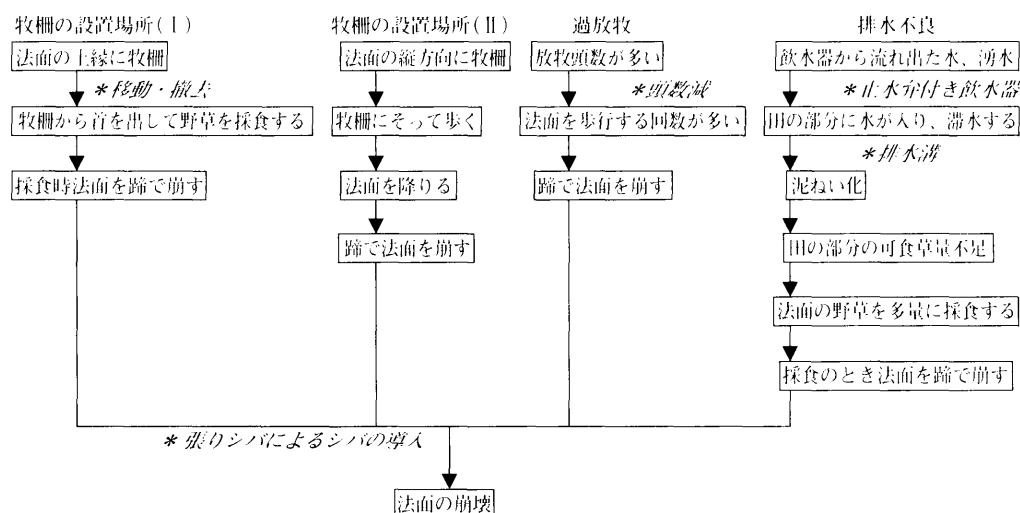 牧柵の設置場所(I)
法面の上縁に牧柵
*移動・撤去
牧柵から首を出して野草を採食する
採食時法面を蹄で崩す
牧柵の設置場所(II)
法面の縦方向に牧柵
牧柵にそって歩く
法面を降りる
蹄で法面を崩す
過放牧
放牧頭数が多い
*頭数減
法面を歩行する回数が多い
蹄で法面を崩す
排水不良
飲水器から流れ出た水、湧水
*止水弁付き飲水器
田の部分に水が入り、滞水する
*排水溝
泥ねい化
田の部分の可食草量不足
法面の野草を多量に採食する
採食のとき法面を蹄で崩す
*張りシバによるシバの導入
法面の崩壊